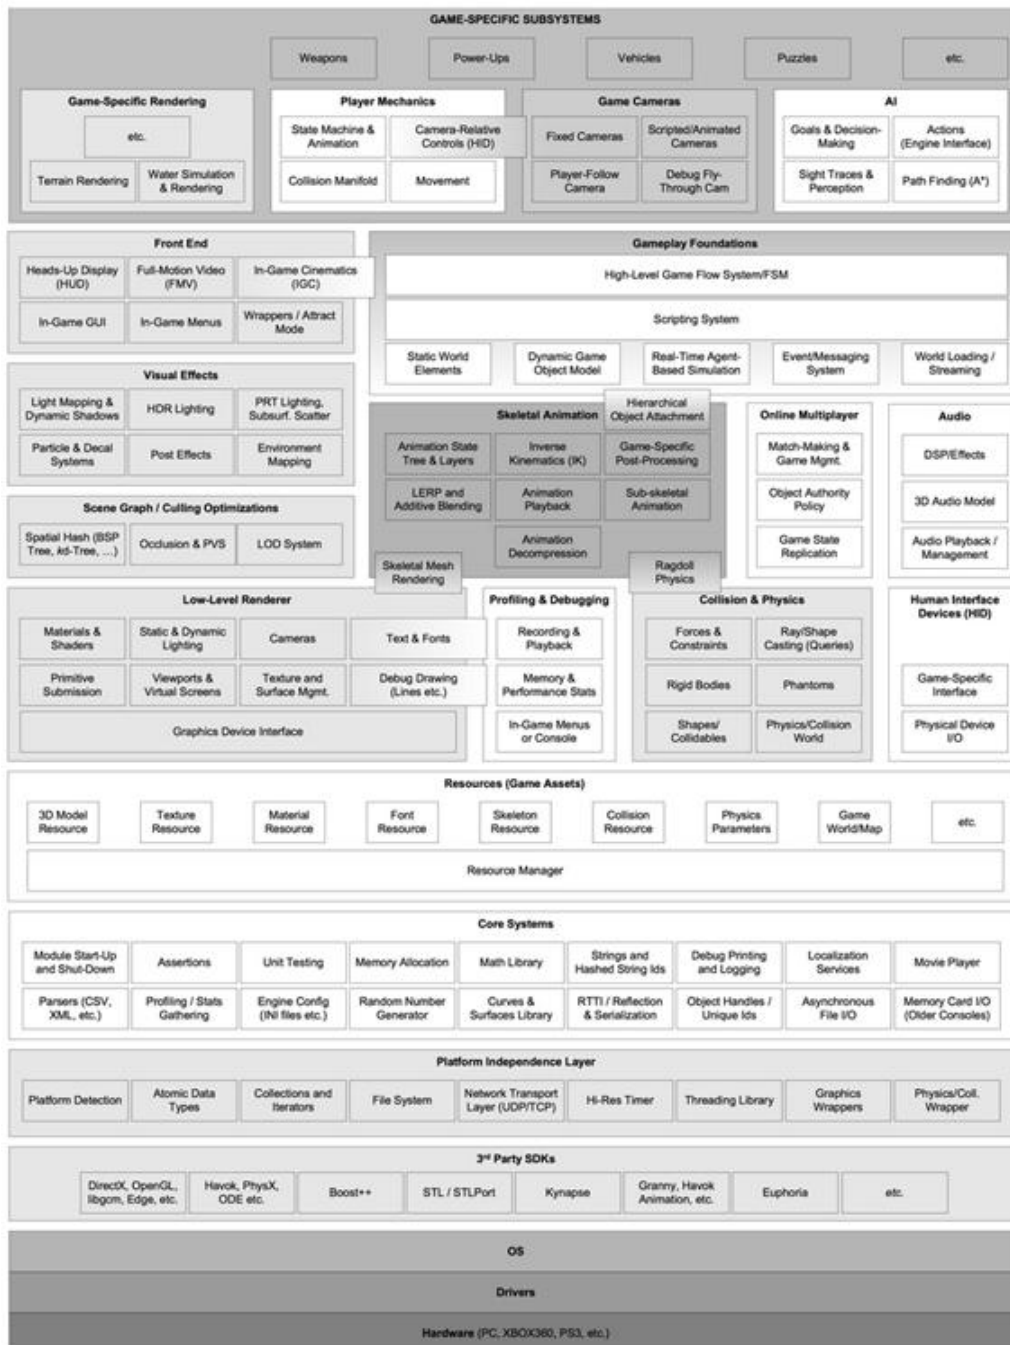 GAME-SPECIFIC SUBSYSTEMS
Weapons
Power-Ups
Vehicles
Puzzles
etc.
Game-Specific Rendering
etc.
Terrain Rendering
Water Simulation
& Rendering
Player Mechanics
State Machine &
Animation
Camera-Relative
Controls (HID)
Collision Manifold
Movement
Game Cameras
Fixed Cameras
Scripted/Animated
Cameras
Player-Follow
Camera
Debug Fly-
Through Cam
AI
Goals & Decision-
Making
Actions
(Engine Interface)
Sight Traces &
Perception
Path Finding (A*)
Front End
Heads-Up Display
(HUD)
Full-Motion Video
(FMV)
In-Game Cinematics
(IGC)
In-Game GUI
In-Game Menus
Wrappers / Attract
Mode
Gameplay Foundations
High-Level Game Flow System/FSM
Scripting System
Static World
Elements
Dynamic Game
Object Model
Real-Time Agent-
Based Simulation
Event/Messaging
System
World Loading /
Streaming
Visual Effects
Light Mapping &
Dynamic Shadows
HDR Lighting
PRT Lighting,
Subsurf. Scatter
Particle & Decal
Systems
Post Effects
Environment
Mapping
Skeletal Animation
Hierarchical
Object Attachment
Animation State
Tree & Layers
Inverse
Kinematics (IK)
Game-Specific
Post-Processing
LERP and
Additive Blending
Animation
Playback
Sub-skeletal
Animation
Animation
Decompression
Skeletal Mesh
Rendering
Ragdoll
Physics
Online Multiplayer
Match-Making &
Game Mgmt.
Object Authority
Policy
Game State
Replication
Audio
DSP/Effects
3D Audio Model
Audio Playback /
Management
Scene Graph / Culling Optimizations
Spatial Hash (BSP
Tree, kd-Tree, …)
Occlusion & PVS
LOD System
Low-Level Renderer
Materials &
Shaders
Static & Dynamic
Lighting
Cameras
Text & Fonts
Primitive
Submission
Viewports &
Virtual Screens
Texture and
Surface Mgmt.
Debug Drawing
(Lines etc.)
Graphics Device Interface
Profiling & Debugging
Recording &
Playback
Memory &
Performance Stats
In-Game Menus
or Console
Collision & Physics
Forces &
Constraints
Ray/Shape
Casting (Queries)
Rigid Bodies
Phantoms
Shapes/
Collidables
Physics/Collision
World
Human Interface
Devices (HID)
Game-Specific
Interface
Physical Device
I/O
Resources (Game Assets)
3D Model
Resource
Texture
Resource
Material
Resource
Font
Resource
Skeleton
Resource
Collision
Resource
Physics
Parameters
Game
World/Map
etc.
Resource Manager
Core Systems
Module Start-Up
and Shut-Down
Assertions
Unit Testing
Memory Allocation
Math Library
Strings and
Hashed String Ids
Debug Printing
and Logging
Localization
Services
Movie Player
Parsers (CSV,
XML, etc.)
Profiling / Stats
Gathering
Engine Config
(INI files etc.)
Random Number
Generator
Curves &
Surfaces Library
RTTI / Reflection
& Serialization
Object Handles /
Unique Ids
Asynchronous
File I/O
Memory Card I/O
(Older Consoles)
Platform Independence Layer
Platform Detection
Atomic Data
Types
Collections and
Iterators
File System
Network Transport
Layer (UDP/TCP)
Hi-Res Timer
Threading Library
Graphics
Wrappers
Physics/Coll.
Wrapper
3rd Party SDKs
DirectX, OpenGL,
libgcm, Edge, etc.
Havok, PhysX,
ODE etc.
Boost++
STL / STLPort
Kynapse
Granny, Havok
Animation, etc.
Euphoria
etc.
OS
Drivers
Hardware (PC, XBOX360, PS3, etc.)